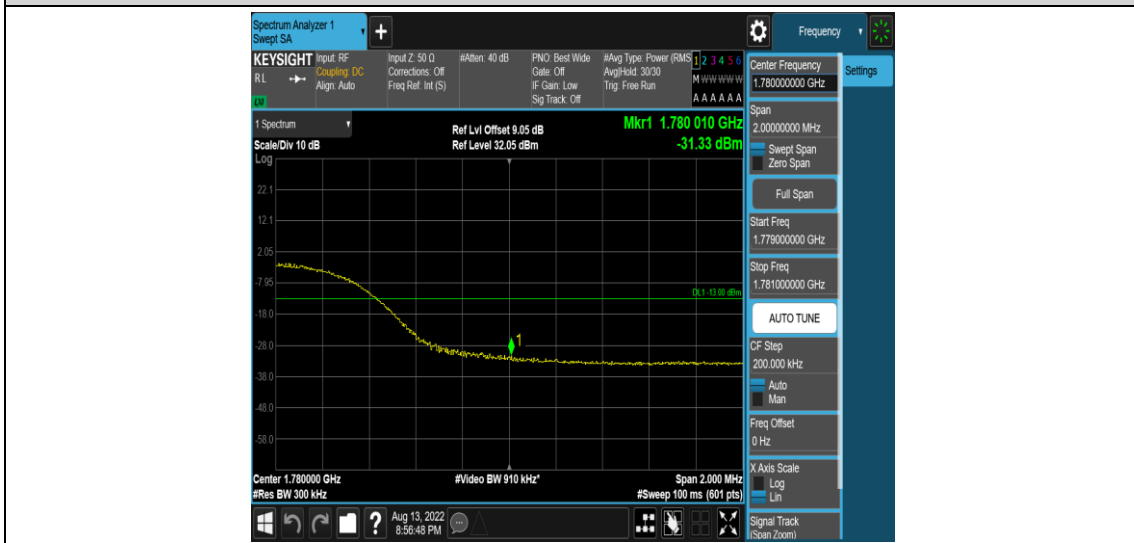 Spectrum Analyzer 1
Swept SA
+
Frequency
KEYSIGHT
RL
LXI
Input: RF
Coupling: DC
Align: Auto
Input Z: 50 Ω
Corrections: Off
Freq Ref: Int (S)
#Atten: 40 dB
PNO: Best Wide
Gate: Off
IF Gain: Low
Sig Track: Off
#Avg Type: Power (RMS
Avg|Hold: 30/30
Trig: Free Run
1 2 3 4 5 6
M W W W W W
A A A A A A
1 Spectrum
Scale/Div 10 dB
Ref Lvl Offset 9.05 dB
Ref Level 32.05 dBm
Mkr1 1.780 010 GHz
-31.33 dBm
Log
22.1
12.1
2.05
-7.95
-18.0
-28.0
-38.0
-48.0
-58.0
DL1 -13.00 dBm
1
Center 1.780000 GHz
#Res BW 300 kHz
#Video BW 910 kHz*
Span 2.000 MHz
#Sweep 100 ms (601 pts)
Center Frequency
1.780000000 GHz
Settings
Span
2.00000000 MHz
Swept Span
Zero Span
Full Span
Start Freq
1.779000000 GHz
Stop Freq
1.781000000 GHz
AUTO TUNE
CF Step
200.000 kHz
Auto
Man
Freq Offset
0 Hz
X Axis Scale
Log
Lin
Signal Track
(Span Zoom)
?
Aug 13, 2022
8:56:48 PM